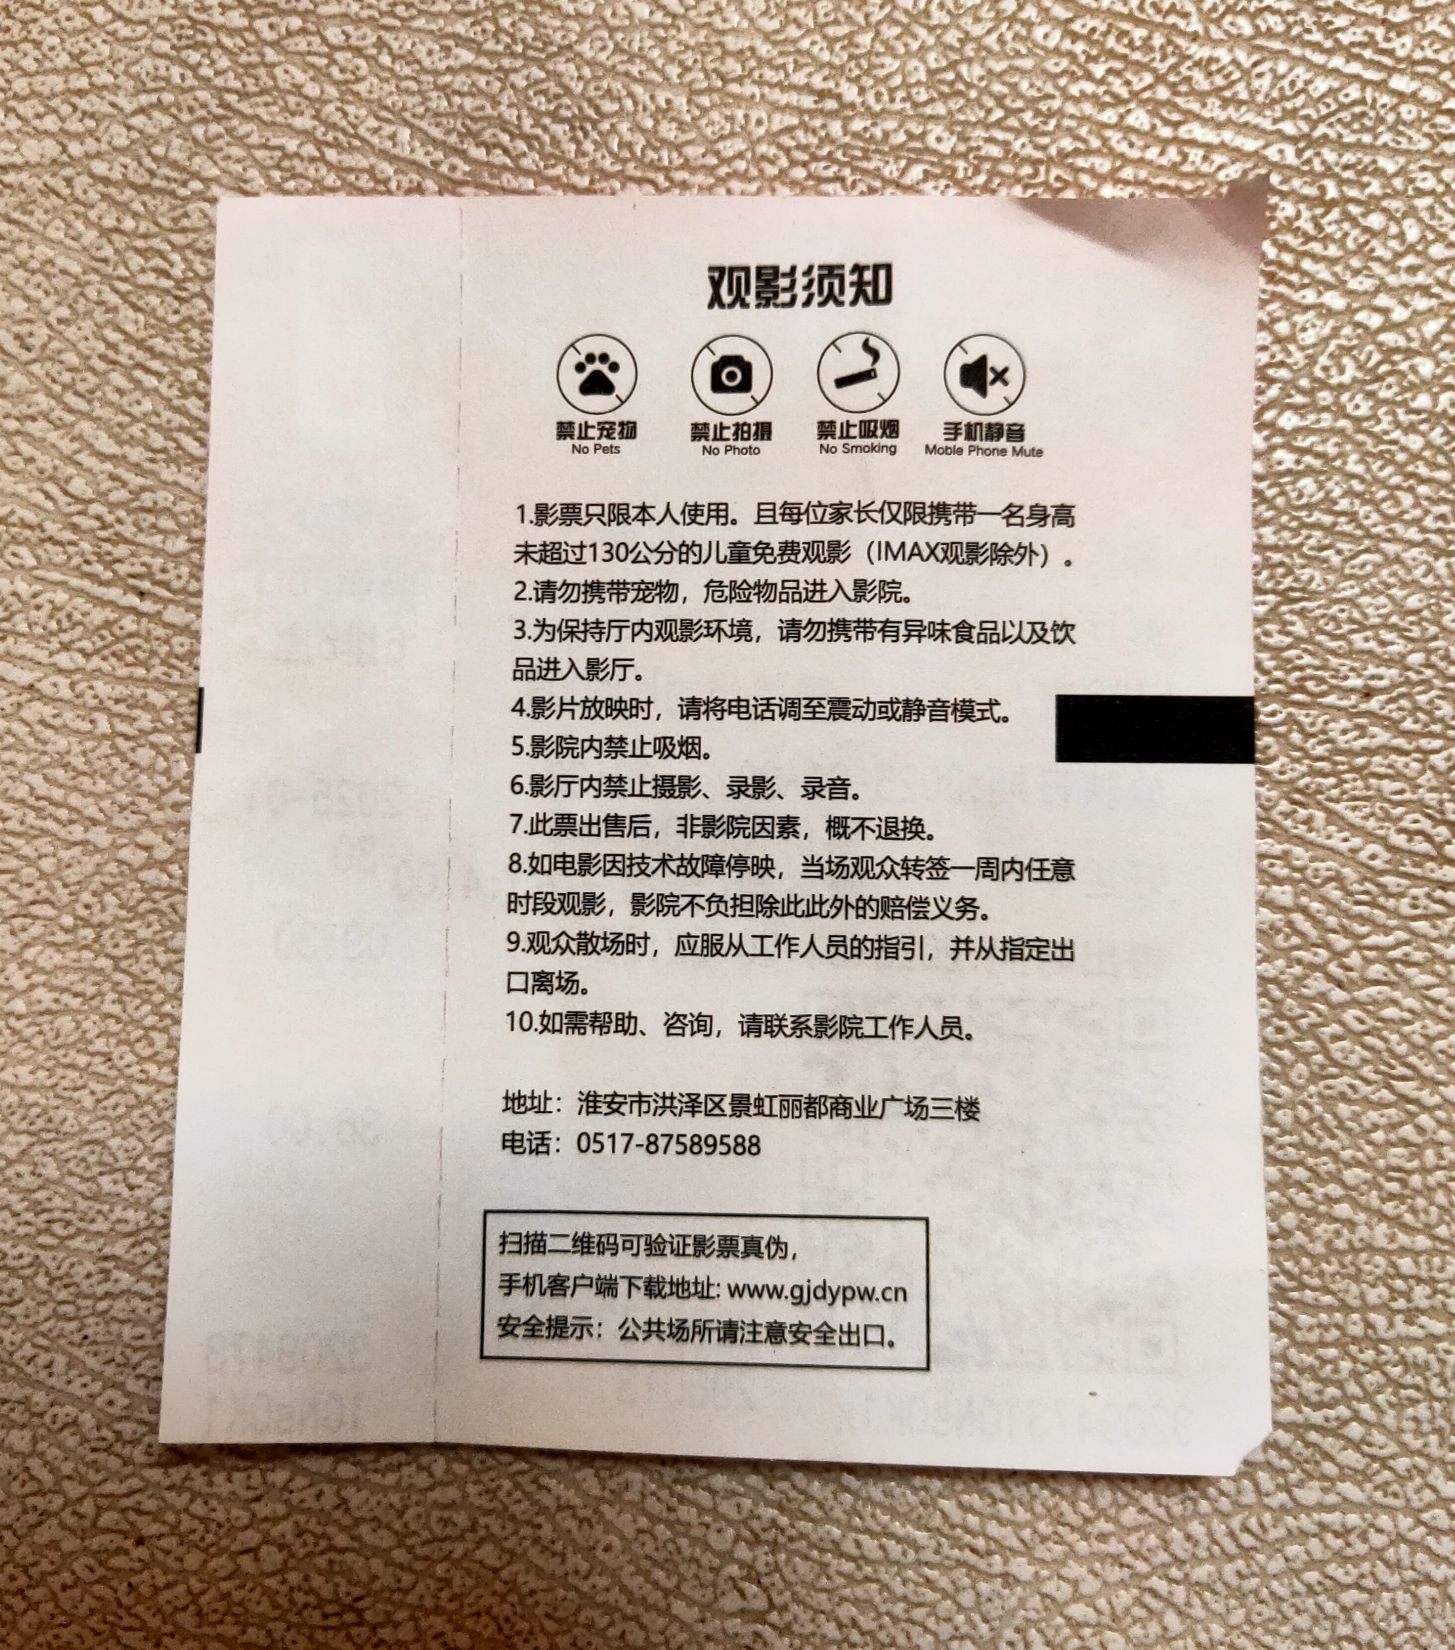 观影须知
禁止宠物 禁止拍摄 禁止吸烟 手机静音
No Pets No Photo No Smoking Moble Phone Mute
1.影票只限本人使用。且每位家长仅限携带一名身高
未超过130公分的儿童免费观影（IMAX观影除外）。
2.请勿携带宠物，危险物品进入影院。
3.为保持厅内观影环境，请勿携带有异味食品以及饮
品进入影厅。
4.影片放映时，请将电话调至震动或静音模式。
5.影院内禁止吸烟。
6.影厅内禁止摄影、录影、录音。
7.此票出售后，非影院因素，概不退换。
8.如电影因技术故障停映，当场观众转签一周内任意
时段观影，影院不负担除此此外的赔偿义务。
9.观众散场时，应服从工作人员的指引，并从指定出
口离场。
10.如需帮助、咨询，请联系影院工作人员。
地址：淮安市洪泽区景虹丽都商业广场三楼
电话：0517-87589588
扫描二维码可验证影票真伪，
手机客户端下载地址: www.gjdypw.cn
安全提示：公共场所请注意安全出口。